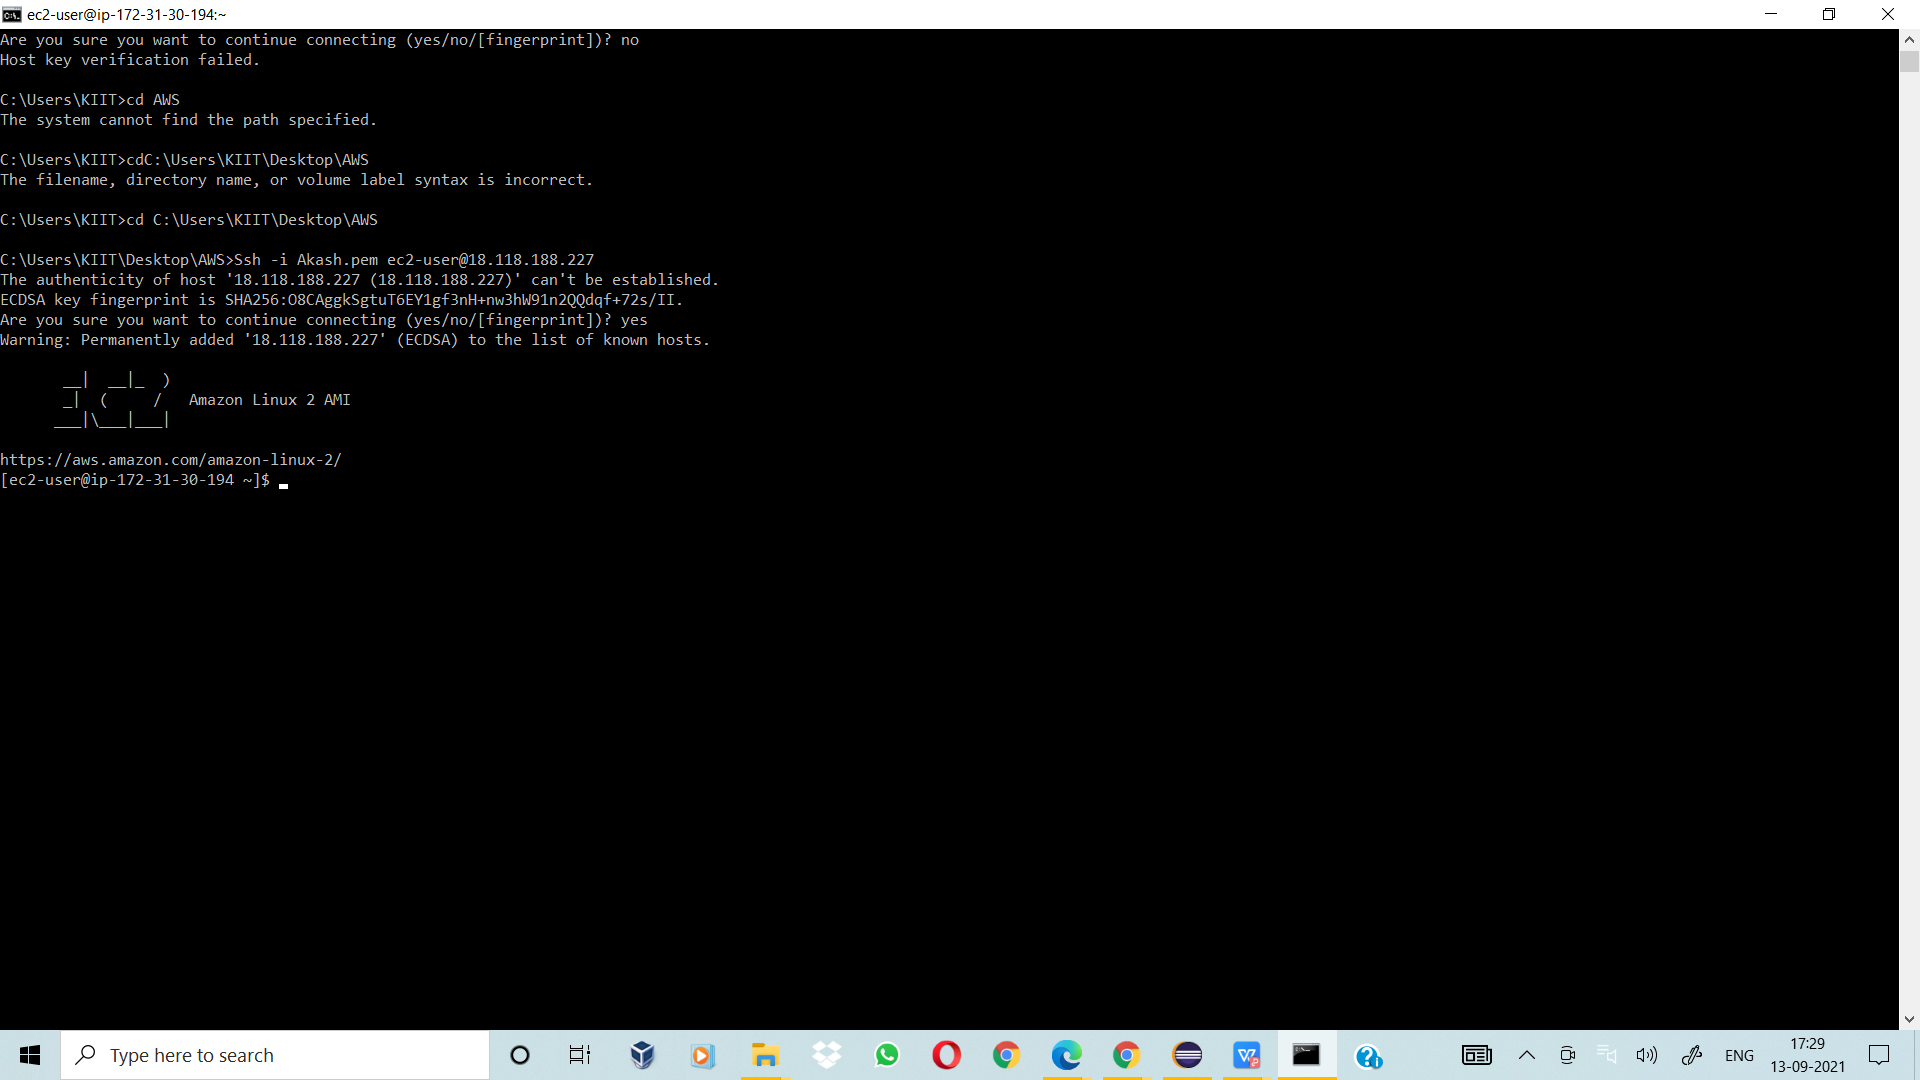 ec2-user@ip-172-31-30-194:~
Are you sure you want to continue connecting (yes/no/[fingerprint])? no
Host key verification failed.
C:\Users\KIIT>cd AWS
The system cannot find the path specified.
C:\Users\KIIT>cdC:\Users\KIIT\Desktop\AWS
The filename, directory name, or volume label syntax is incorrect.
C:\Users\KIIT>cd C:\Users\KIIT\Desktop\AWS
C:\Users\KIIT\Desktop\AWS>Ssh -i Akash.pem ec2-user@18.118.188.227
The authenticity of host '18.118.188.227 (18.118.188.227)' can't be established.
ECDSA key fingerprint is SHA256:O8CAggkSgtuT6EY1gf3nH+nw3hW91n2QQdqf+72s/II.
Are you sure you want to continue connecting (yes/no/[fingerprint])? yes
Warning: Permanently added '18.118.188.227' (ECDSA) to the list of known hosts.
       __|  __|_  )
       _|  (     /   Amazon Linux 2 AMI
      ___|\___|___|
https://aws.amazon.com/amazon-linux-2/
[ec2-user@ip-172-31-30-194 ~]$
Type here to search
ENG
17:29
13-09-2021